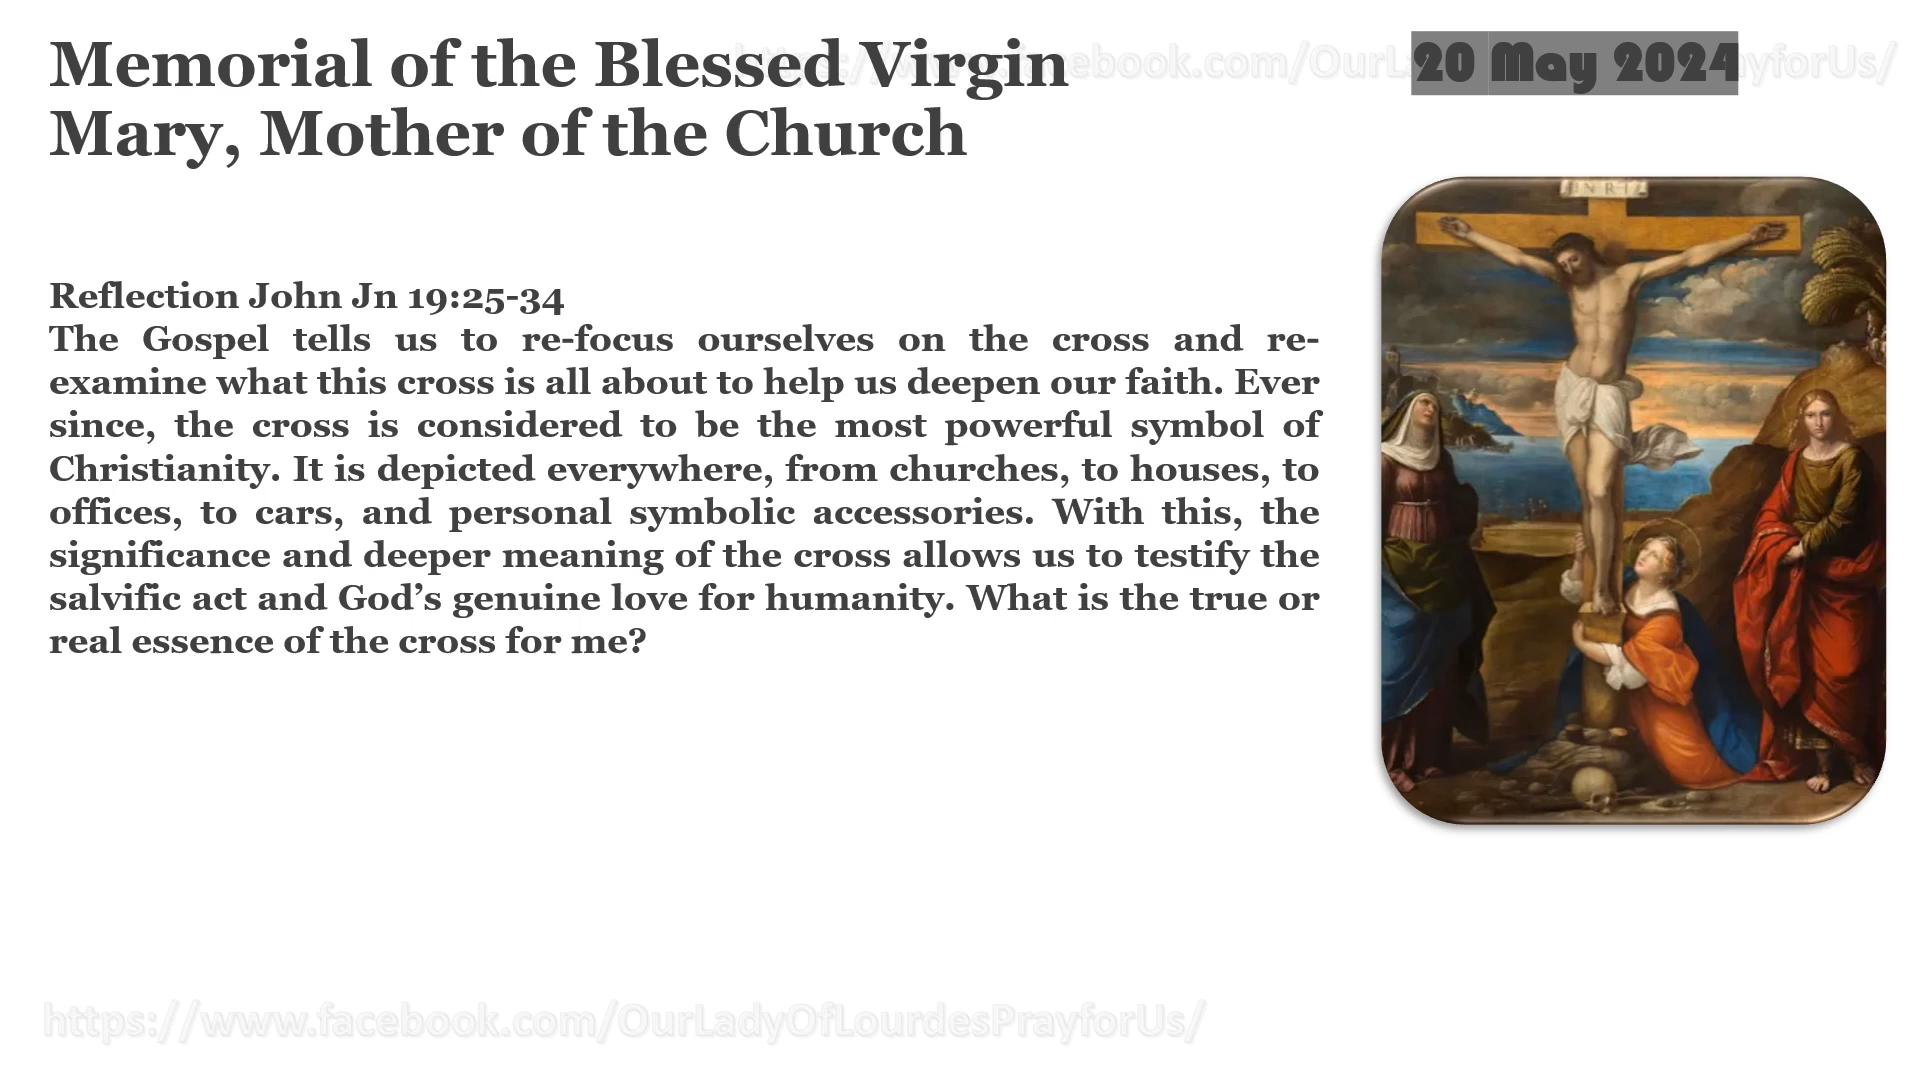 Memorial of the Blessed Virgin
Mary, Mother of the Church
20 May 2024
Reflection John Jn 19:25-34
The Gospel tells us to re-focus ourselves on the cross and re-
examine what this cross is all about to help us deepen our faith. Ever
since, the cross is considered to be the most powerful symbol of
Christianity. It is depicted everywhere, from churches, to houses, to
offices, to cars, and personal symbolic accessories. With this, the
significance and deeper meaning of the cross allows us to testify the
salvific act and God’s genuine love for humanity. What is the true or
real essence of the cross for me?
https://www.facebook.com/OurLadyOfLourdesPrayforUs/